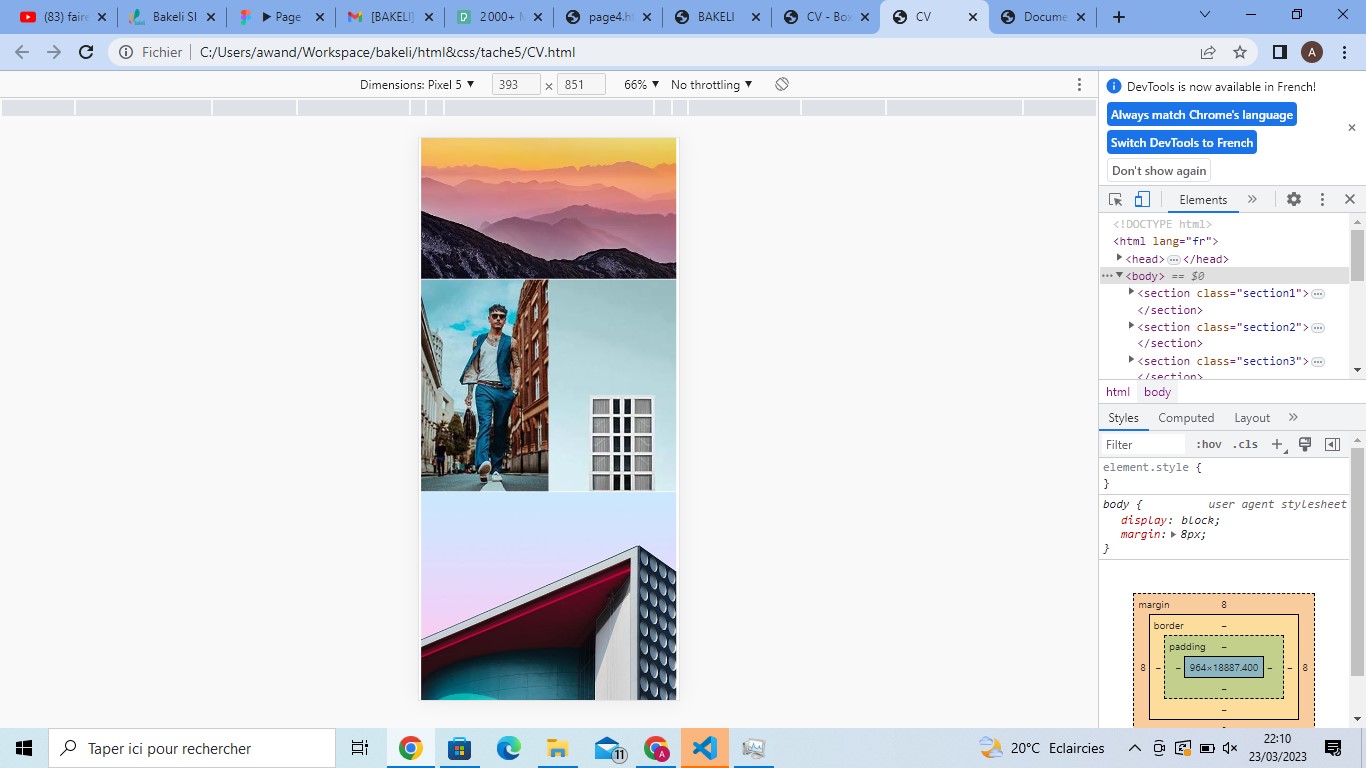 (83) faire
Bakeli Sl
Page
[BAKELI]
2000+ M
page4.ht
BAKELI
CV - Box
CV
Docume
Fichier
C:/Users/awand/Workspace/bakeli/html&css/tache5/CV.html
A
Dimensions: Pixel 5 ▼ 393 × 851 66% ▼ No throttling ▼
DevTools is now available in French!
Always match Chrome's language
Switch DevTools to French
Don't show again
Elements
<!DOCTYPE html>
<html lang="fr">
<head> … </head>
<body> == $0
<section class="section1"> …
</section>
<section class="section2"> …
</section>
<section class="section3"> …
</section>
html body
Styles Computed Layout
Filter :hov .cls
element.style {
}
body { user agent stylesheet
display: block;
margin: 8px;
}
margin 8
border –
padding –
8 – – 964×18887.400 – – 8
–
–
Taper ici pour rechercher
11
A
20°C Eclaircies
22:10
23/03/2023